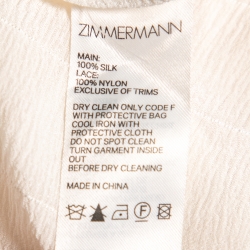 ZIMMERMANN
MAIN:
100% SILK
LACE:
100% NYLON
EXCLUSIVE OF TRIMS
DRY CLEAN ONLY CODE F
WITH PROTECTIVE BAG
COOL IRON WITH
PROTECTIVE CLOTH
DO NOT SPOT CLEAN
TURN GARMENT INSIDE
OUT
BEFORE DRY CLEANING
MADE IN CHINA
F